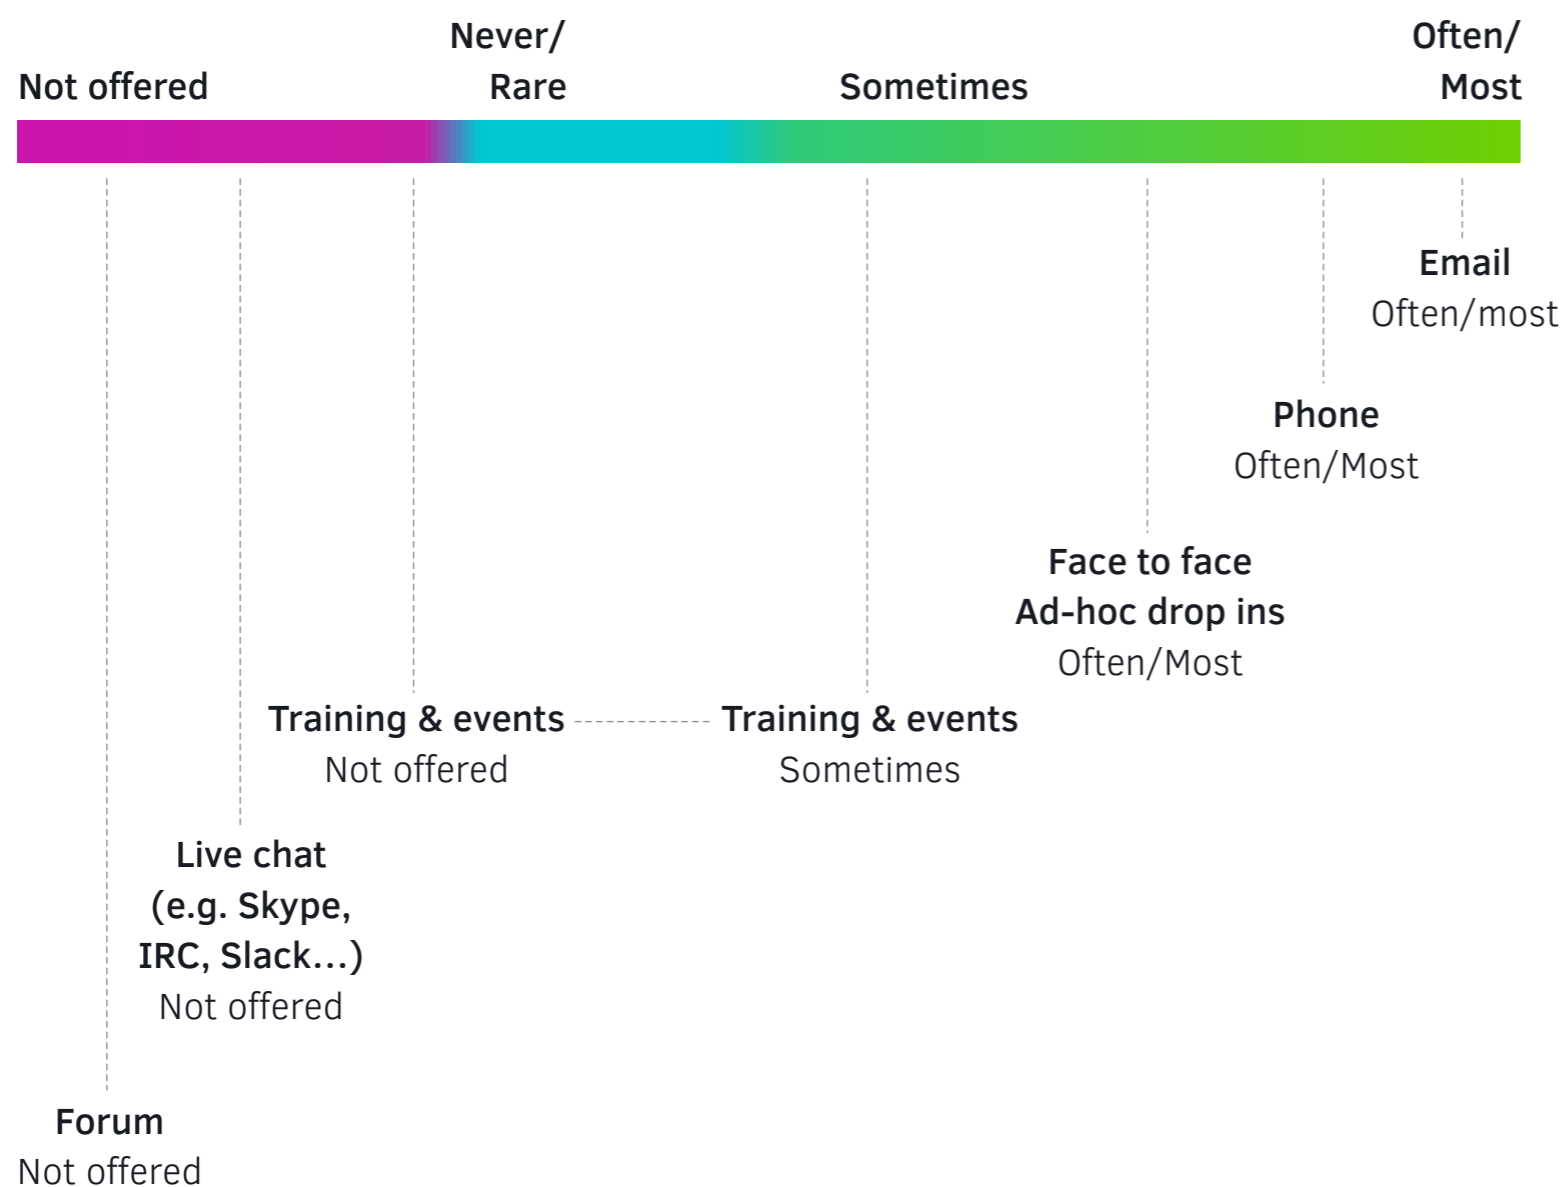 Never/
Often/
Not offered
Rare
Sometimes
Most
Email
Often/most
Phone
Often/Most
Face to face
Ad-hoc drop ins
Often/Most
Training & events
Not offered
Training & events
Sometimes
Live chat
(e.g. Skype,
IRC, Slack…)
Not offered
Forum
Not offered